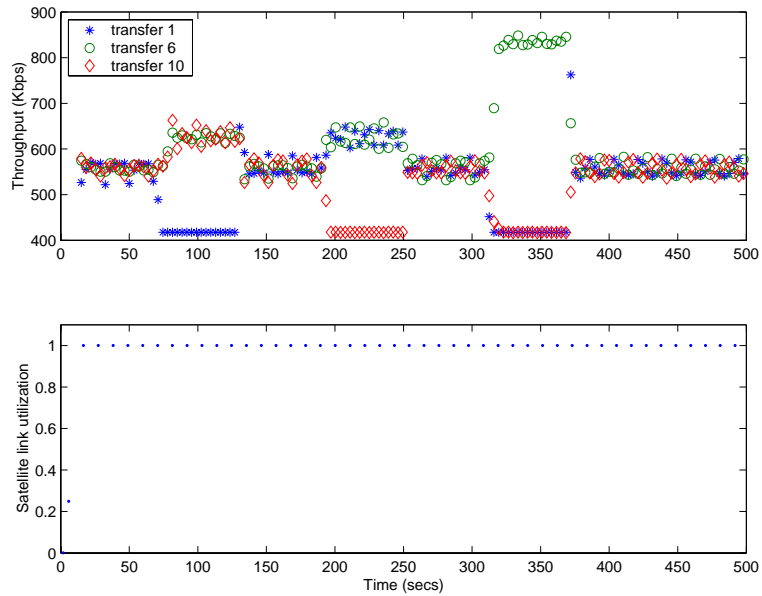 900
800
700
600
500
400
Throughput (Kbps)
transfer 1
transfer 6
transfer 10
0 50 100 150 200 250 300 350 400 450 500
1
0.8
0.6
0.4
0.2
0
Satellite link utilization
0 50 100 150 200 250 300 350 400 450 500
Time (secs)